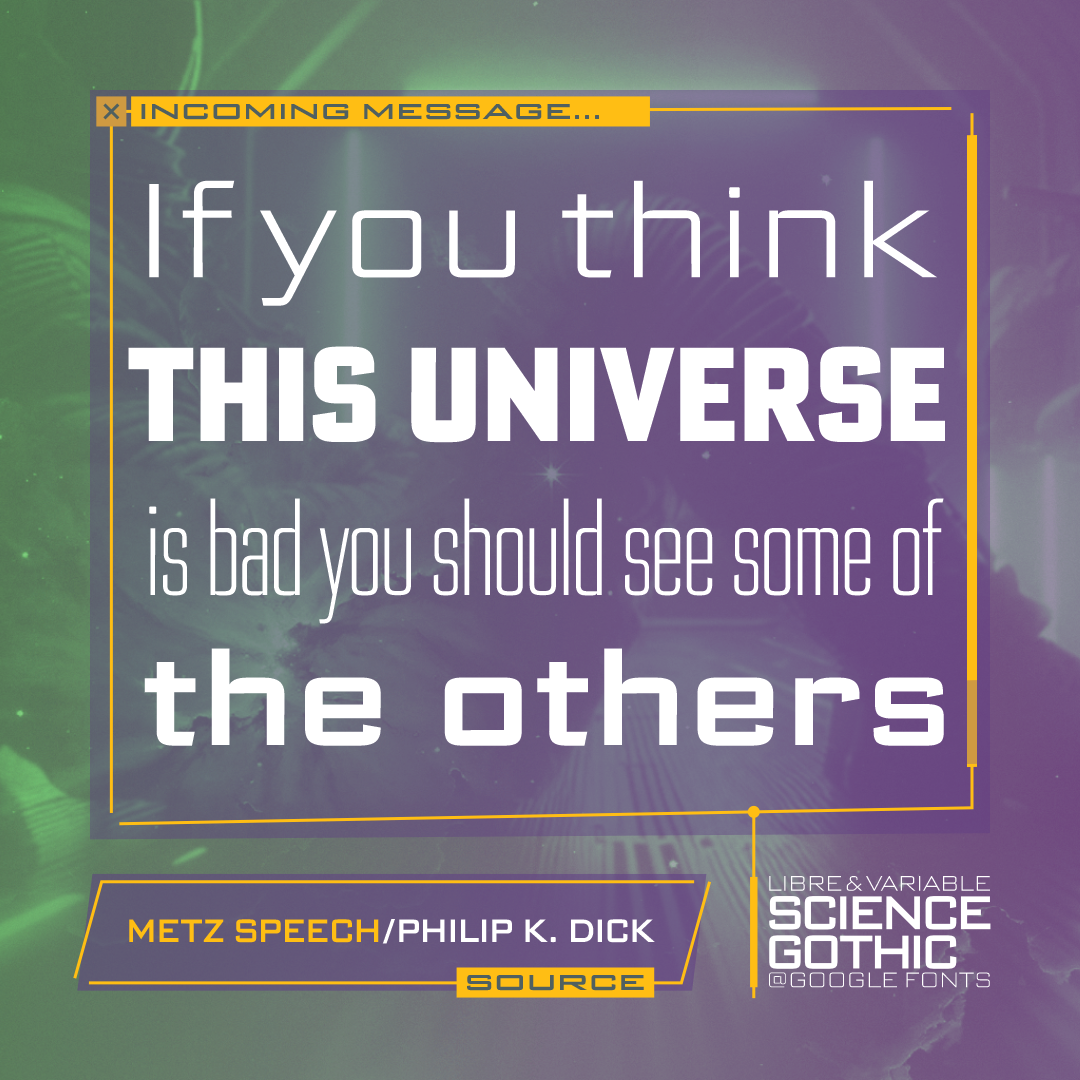 X INCOMING MESSAGE...
If you think
THIS UNIVERSE
is bad you should see some of
the others
METZ SPEECH/PHILIP K. DICK
SOURCE
LIBRE & VARIABLE
SCIENCE
GOTHIC
@GOOGLE FONTS